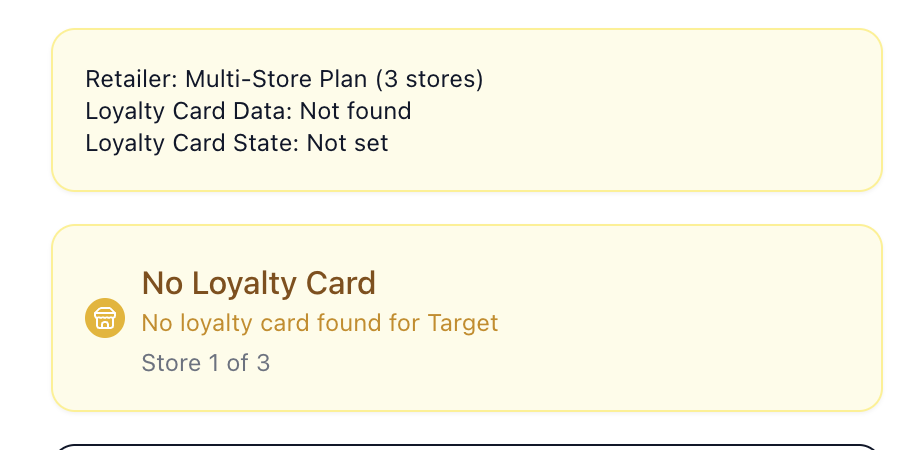 Retailer: Multi-Store Plan (3 stores)
Loyalty Card Data: Not found
Loyalty Card State: Not set
No Loyalty Card
No loyalty card found for Target
Store 1 of 3